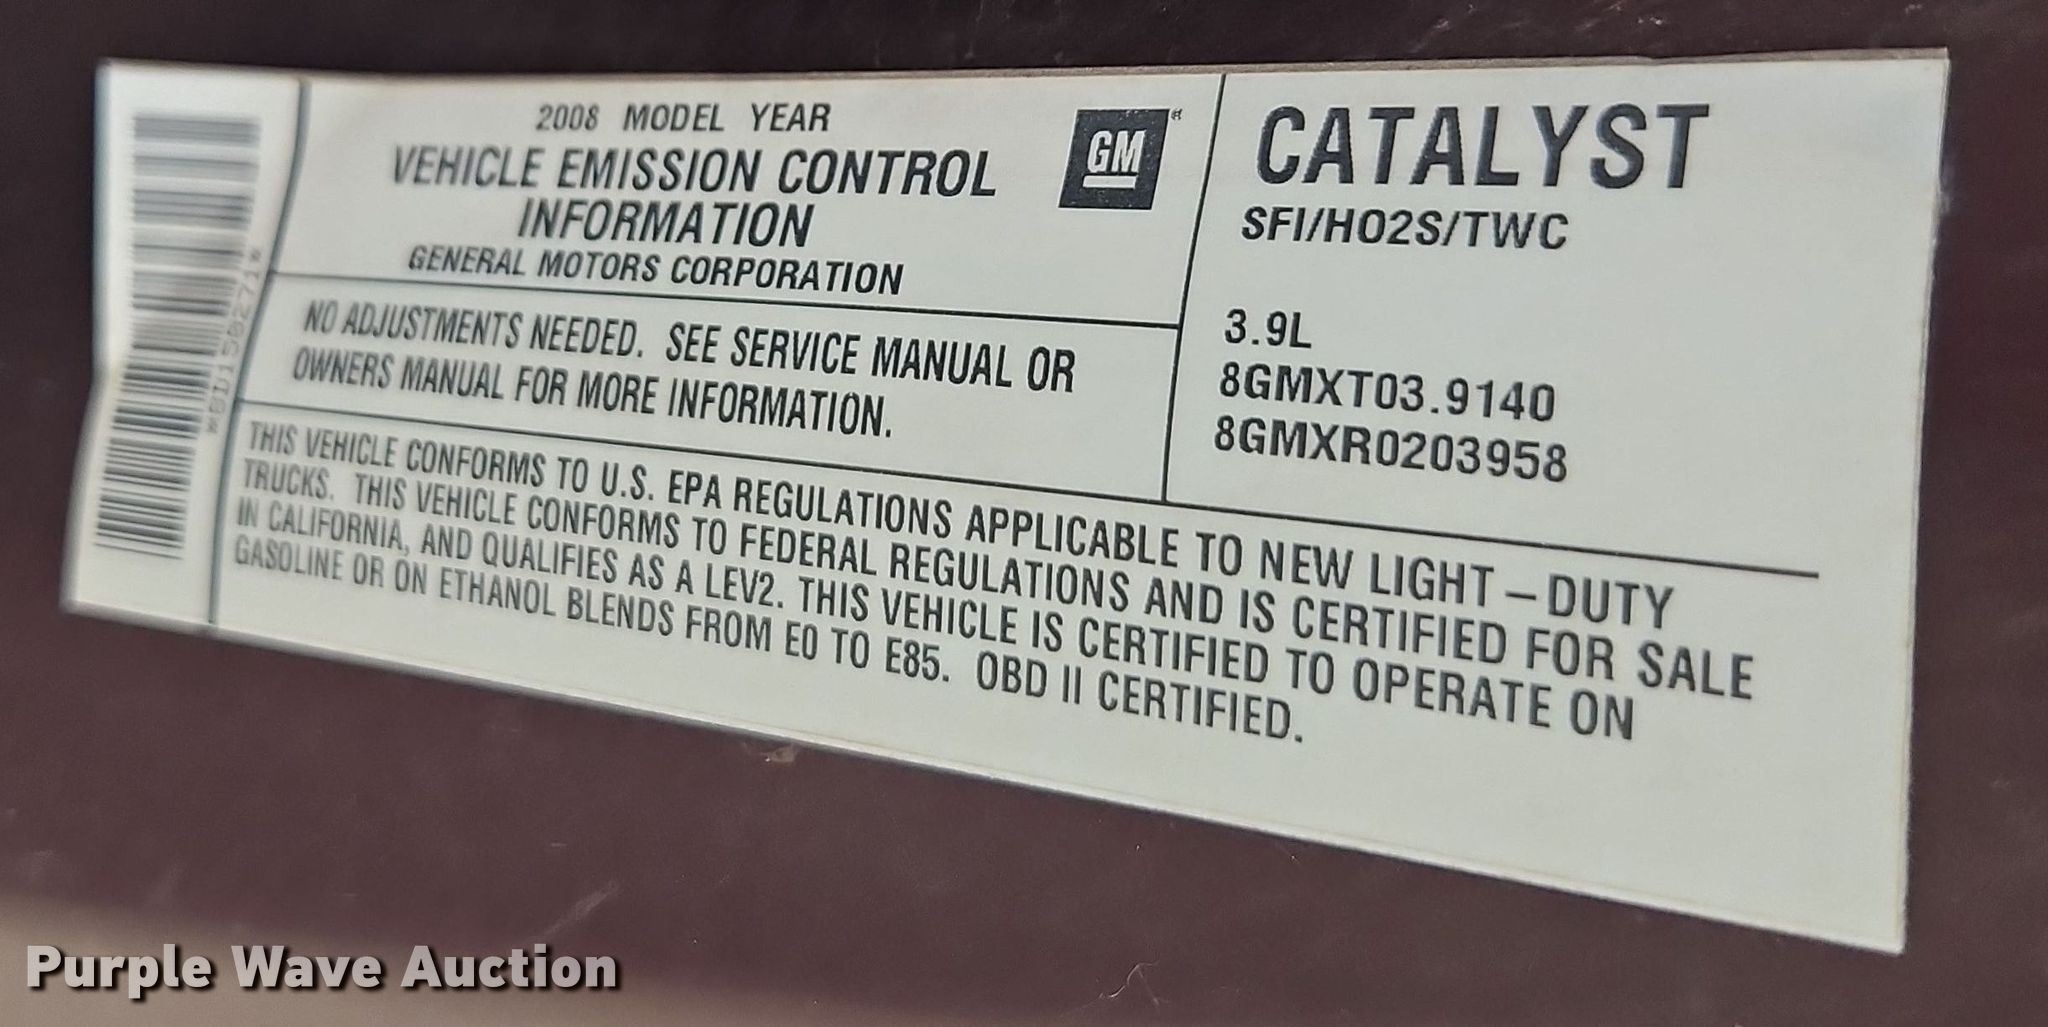 2008 MODEL YEAR
VEHICLE EMISSION CONTROL
INFORMATION
GENERAL MOTORS CORPORATION
GM
NO ADJUSTMENTS NEEDED. SEE SERVICE MANUAL OR
OWNERS MANUAL FOR MORE INFORMATION.
CATALYST
SFI/HO2S/TWC
3.9L
8GMXT03.9140
8GMXR0203958
THIS VEHICLE CONFORMS TO U.S. EPA REGULATIONS APPLICABLE TO NEW LIGHT-DUTY
TRUCKS. THIS VEHICLE CONFORMS TO FEDERAL REGULATIONS AND IS CERTIFIED FOR SALE
IN CALIFORNIA, AND QUALIFIES AS A LEV2. THIS VEHICLE IS CERTIFIED TO OPERATE ON
GASOLINE OR ON ETHANOL BLENDS FROM E0 TO E85. OBD II CERTIFIED.
Purple Wave Auction